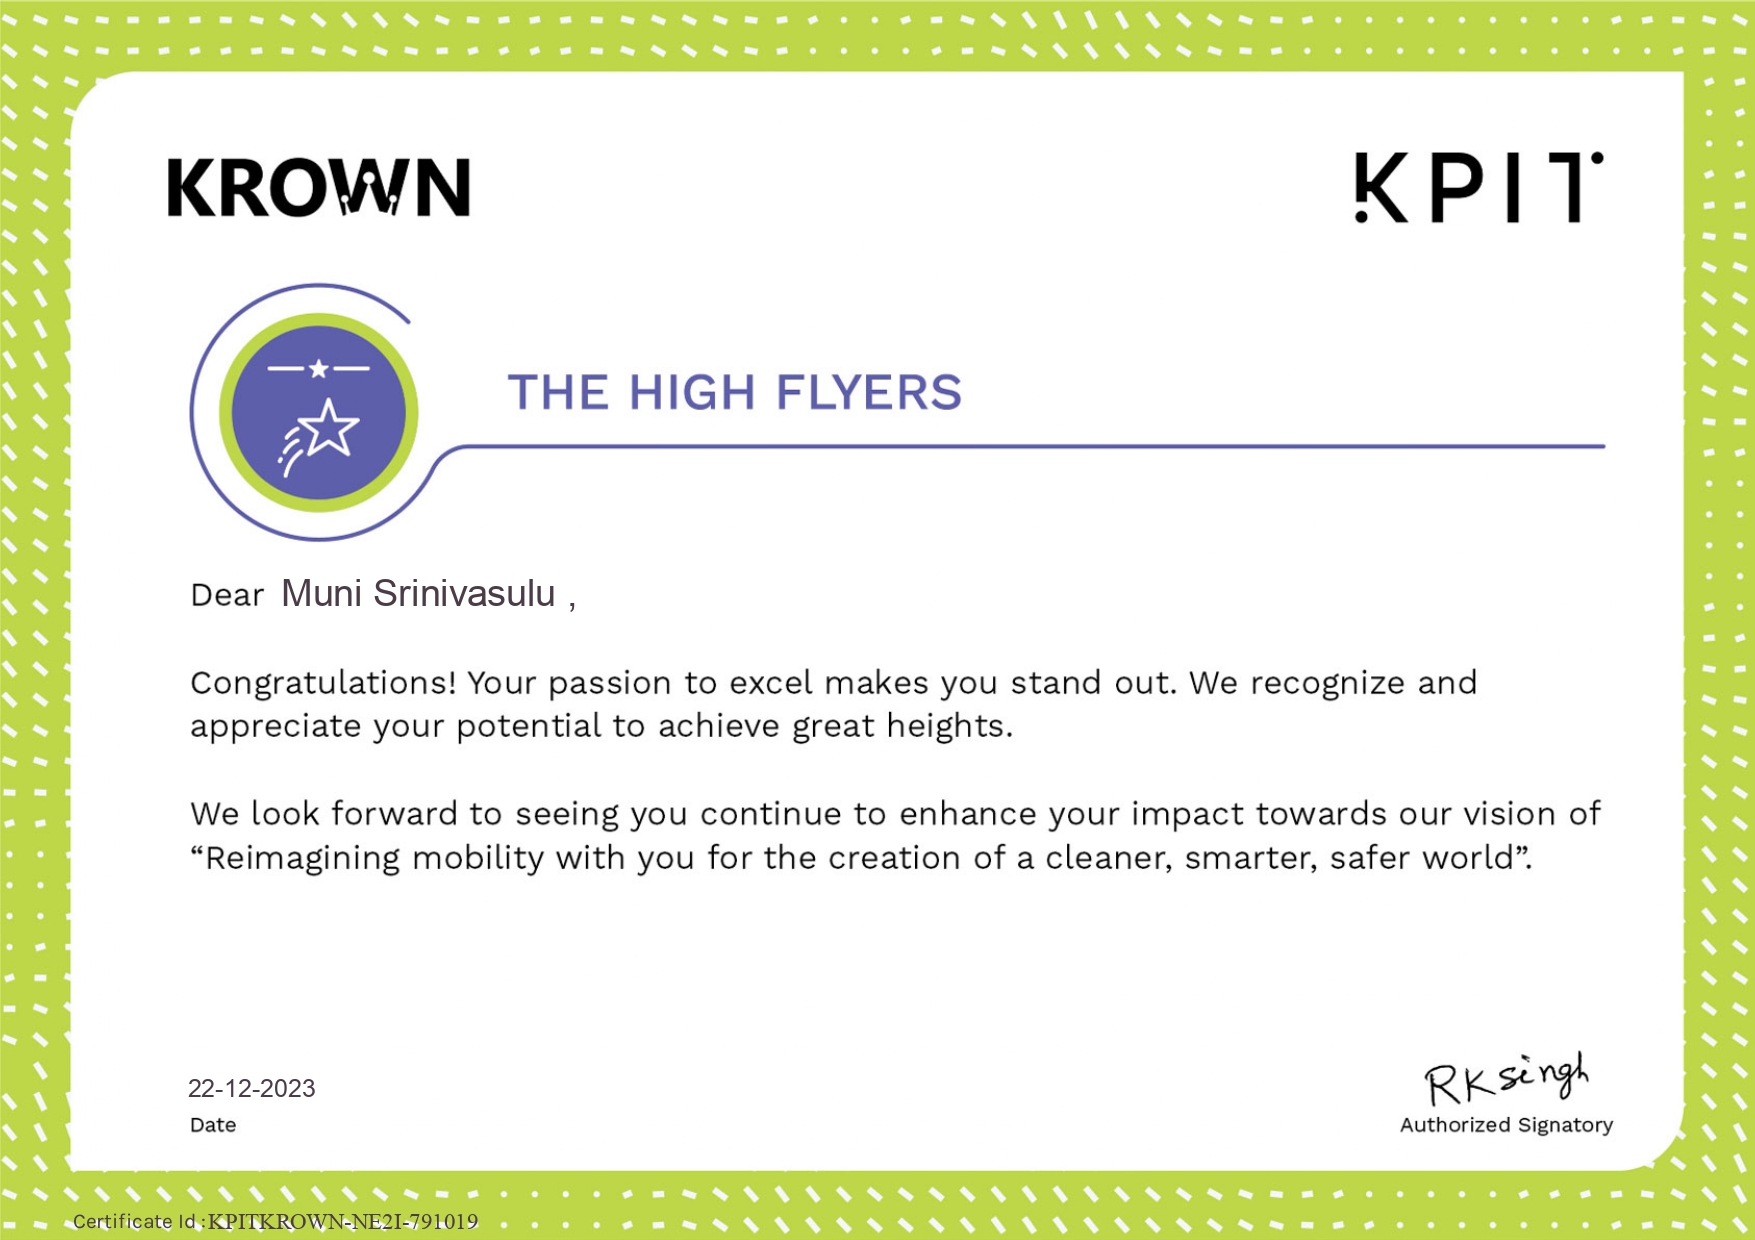 KROWN
KPIT
THE HIGH FLYERS
Dear Muni Srinivasulu ,
Congratulations! Your passion to excel makes you stand out. We recognize and
appreciate your potential to achieve great heights.
We look forward to seeing you continue to enhance your impact towards our vision of
“Reimagining mobility with you for the creation of a cleaner, smarter, safer world”.
22-12-2023
Date
RKsingh
Authorized Signatory
Certificate Id :KPITKROWN-NE2I-791019